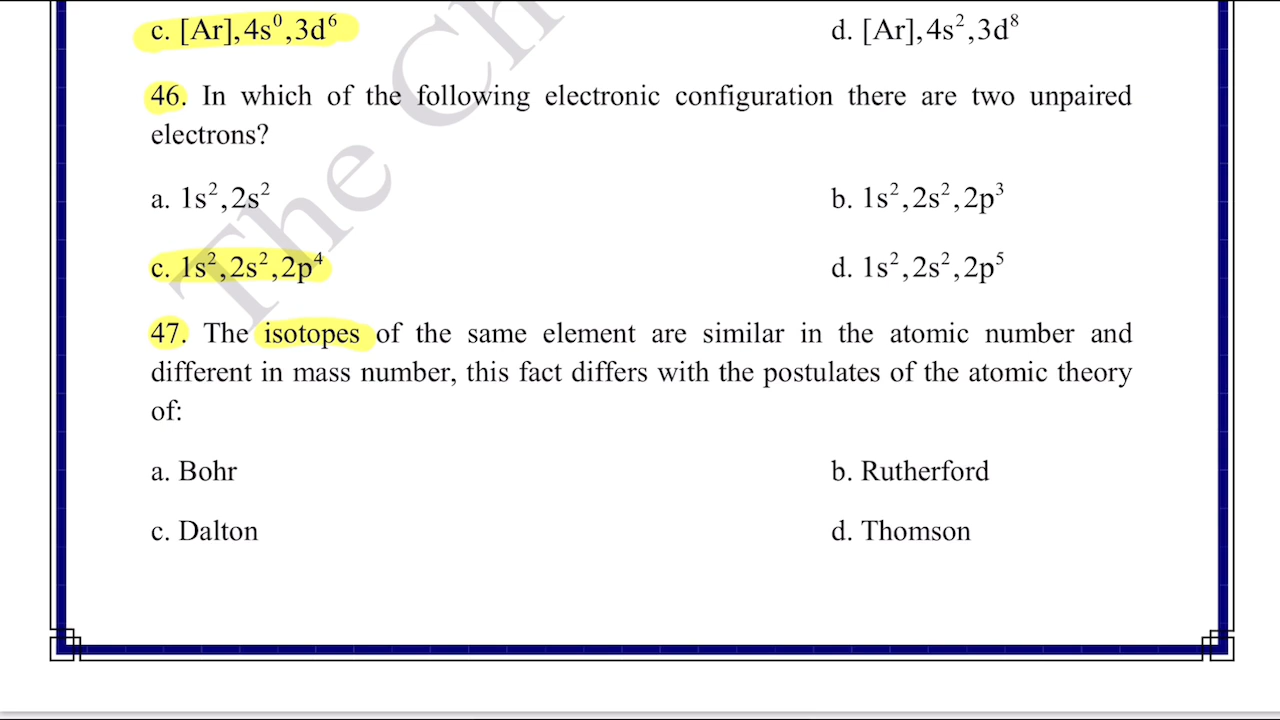 c. [Ar],4s⁰,3d⁶ d. [Ar],4s²,3d⁸
46. In which of the following electronic configuration there are two unpaired
electrons?
a. 1s²,2s² b. 1s²,2s²,2p³
c. 1s²,2s²,2p⁴ d. 1s²,2s²,2p⁵
47. The isotopes of the same element are similar in the atomic number and
different in mass number, this fact differs with the postulates of the atomic theory
of:
a. Bohr b. Rutherford
c. Dalton d. Thomson
The Ch